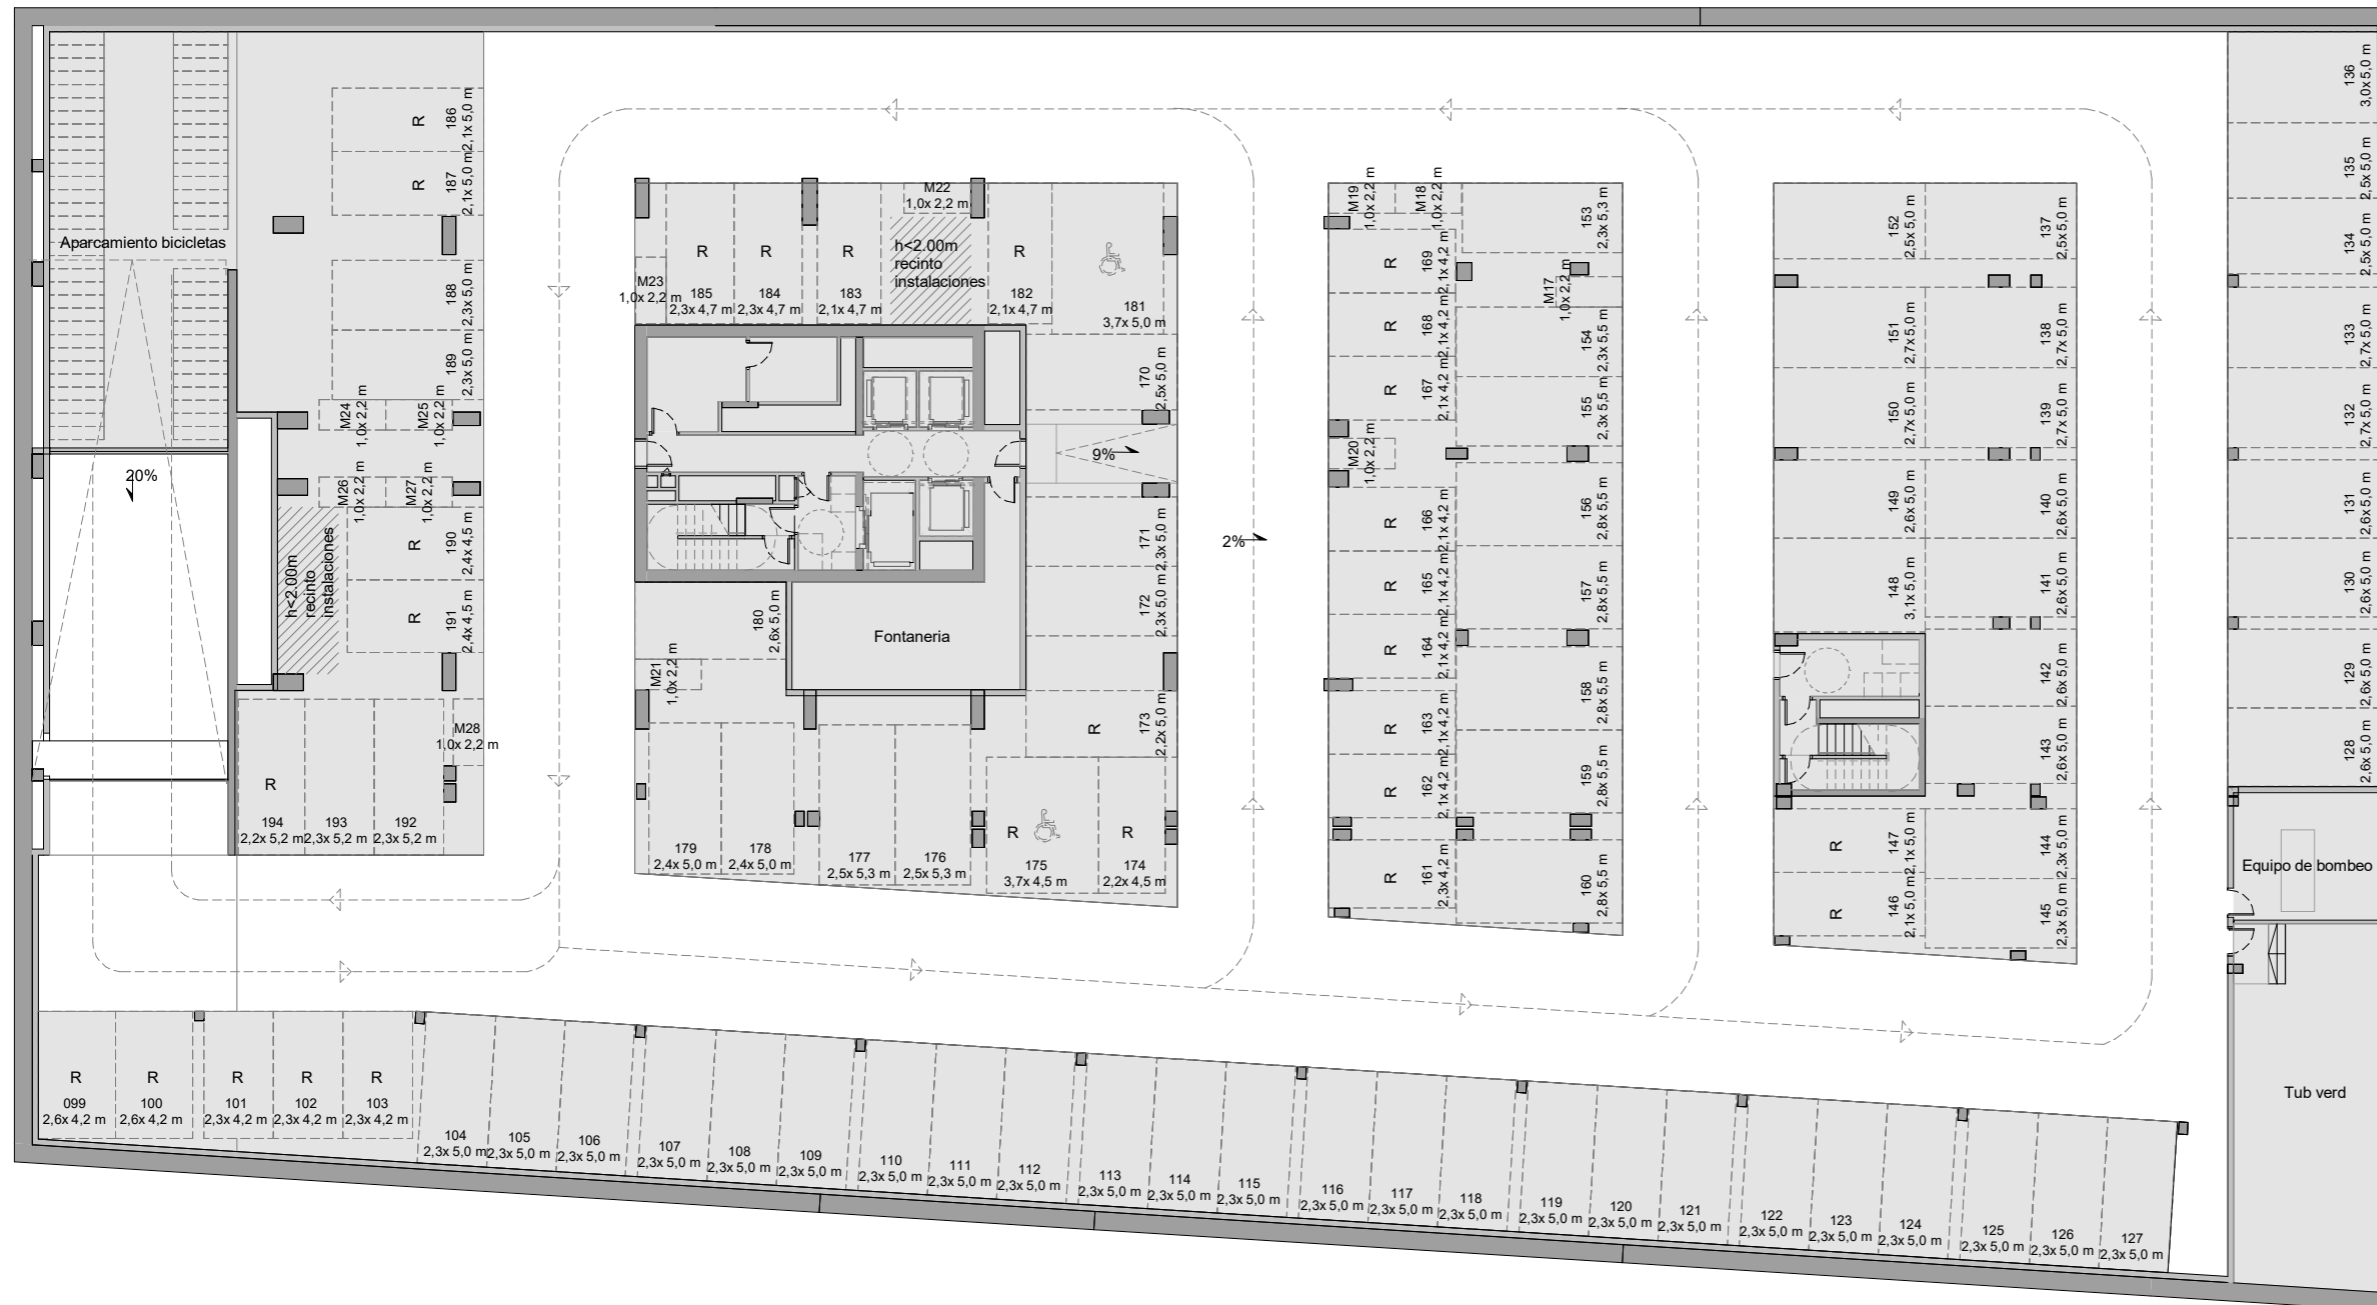 Aparcamiento bicicletas
20%
R
186
2,1x 5,0 m
R
187
2,1x 5,0 m
188
2,3x 5,0 m
189
2,3x 5,0 m
M24
1,0x 2,2 m
M25
1,0x 2,2 m
M26
1,0x 2,2 m
M27
1,0x 2,2 m
h<2.00m
recinto
instalaciones
R
190
2,4x 4,5 m
R
191
2,4x 4,5 m
M28
1,0x 2,2 m
R
194
2,2x 5,2 m
193
2,3x 5,2 m
192
2,3x 5,2 m
M23
1,0x 2,2 m
R
185
2,3x 4,7 m
R
184
2,3x 4,7 m
R
183
2,1x 4,7 m
M22
1,0x 2,2 m
h<2.00m
recinto
instalaciones
R
182
2,1x 4,7 m
181
3,7x 5,0 m
170
2,5x 5,0 m
9%
171
2,3x 5,0 m
172
2,3x 5,0 m
R
173
2,2x 5,0 m
180
2,6x 5,0 m
Fontaneria
M21
1,0x 2,2 m
179
2,4x 5,0 m
178
2,4x 5,0 m
177
2,5x 5,3 m
176
2,5x 5,3 m
R
175
3,7x 4,5 m
R
174
2,2x 4,5 m
2%
M19
1,0x 2,2 m
M18
1,0x 2,2 m
R
169
2,1x 4,2 m
R
168
2,1x 4,2 m
R
167
2,1x 4,2 m
M20
1,0x 2,2 m
R
166
2,1x 4,2 m
R
165
2,1x 4,2 m
R
164
2,1x 4,2 m
R
163
2,1x 4,2 m
R
162
2,1x 4,2 m
R
161
2,3x 4,2 m
153
2,3x 5,3 m
M17
1,0x 2,2 m
154
2,3x 5,5 m
155
2,3x 5,5 m
156
2,8x 5,5 m
157
2,8x 5,5 m
158
2,8x 5,5 m
159
2,8x 5,5 m
160
2,8x 5,5 m
152
2,5x 5,0 m
151
2,7x 5,0 m
150
2,7x 5,0 m
149
2,6x 5,0 m
148
3,1x 5,0 m
R
147
2,1x 5,0 m
R
146
2,1x 5,0 m
137
2,5x 5,0 m
138
2,7x 5,0 m
139
2,7x 5,0 m
140
2,6x 5,0 m
141
2,6x 5,0 m
142
2,6x 5,0 m
143
2,6x 5,0 m
144
2,3x 5,0 m
145
2,3x 5,0 m
136
3,0x 5,0 m
135
2,5x 5,0 m
134
2,5x 5,0 m
133
2,7x 5,0 m
132
2,7x 5,0 m
131
2,6x 5,0 m
130
2,6x 5,0 m
129
2,6x 5,0 m
128
2,6x 5,0 m
Equipo de bombeo
Tub verd
R
099
2,6x 4,2 m
R
100
2,6x 4,2 m
R
101
2,3x 4,2 m
R
102
2,3x 4,2 m
R
103
2,3x 4,2 m
104
2,3x 5,0 m
105
2,3x 5,0 m
106
2,3x 5,0 m
107
2,3x 5,0 m
108
2,3x 5,0 m
109
2,3x 5,0 m
110
2,3x 5,0 m
111
2,3x 5,0 m
112
2,3x 5,0 m
113
2,3x 5,0 m
114
2,3x 5,0 m
115
2,3x 5,0 m
116
2,3x 5,0 m
117
2,3x 5,0 m
118
2,3x 5,0 m
119
2,3x 5,0 m
120
2,3x 5,0 m
121
2,3x 5,0 m
122
2,3x 5,0 m
123
2,3x 5,0 m
124
2,3x 5,0 m
125
2,3x 5,0 m
126
2,3x 5,0 m
127
2,3x 5,0 m